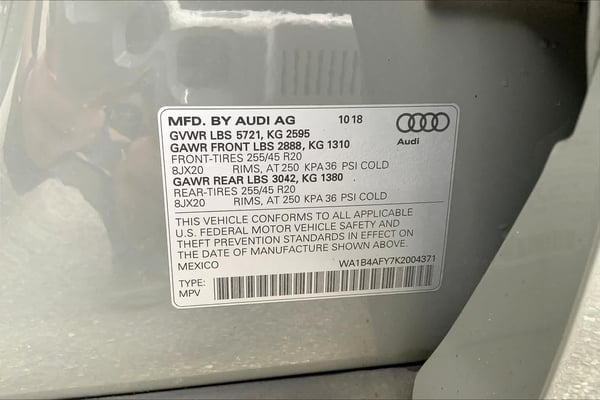 MFD. BY AUDI AG 10 18
GVWR LBS 5721, KG 2595
GAWR FRONT LBS 2888, KG 1310
FRONT-TIRES 255/45 R20
8JX20 RIMS, AT 250 KPA 36 PSI COLD
GAWR REAR LBS 3042, KG 1380
REAR-TIRES 255/45 R20
8JX20 RIMS, AT 250 KPA 36 PSI COLD
Audi
THIS VEHICLE CONFORMS TO ALL APPLICABLE
U.S. FEDERAL MOTOR VEHICLE SAFETY AND
THEFT PREVENTION STANDARDS IN EFFECT ON
THE DATE OF MANUFACTURE SHOWN ABOVE.
MEXICO WA1B4AFY7K2004371
TYPE:
MPV